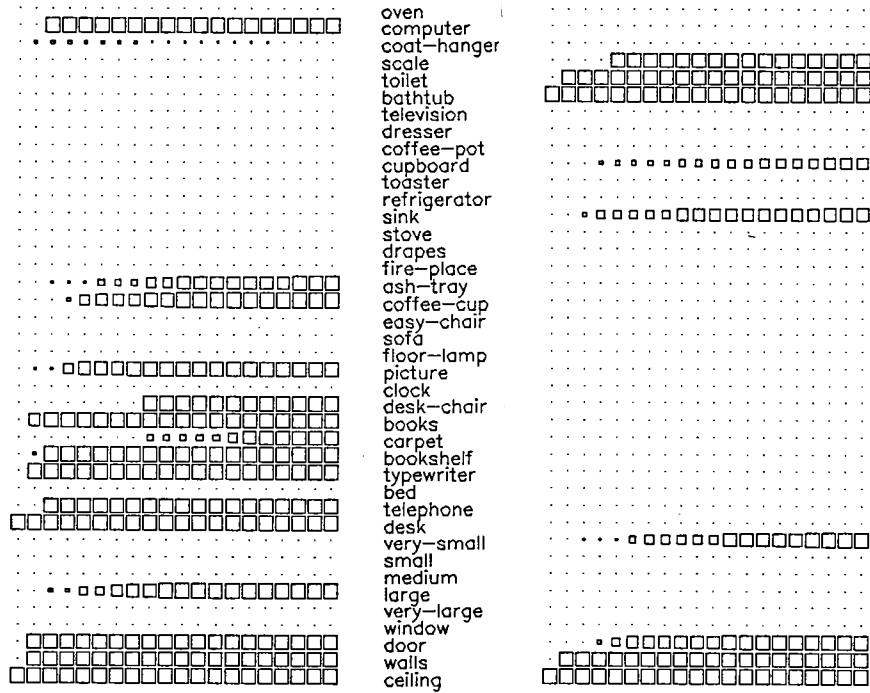 oven
computer
coat-hanger
scale
toilet
bathtub
television
dresser
coffee-pot
cupboard
toaster
refrigerator
sink
stove
drapes
fire-place
ash-tray
coffee-cup
easy-chair
sofa
floor-lamp
picture
clock
desk-chair
books
carpet
bookshelf
typewriter
bed
telephone
desk
very-small
small
medium
large
very-large
window
door
walls
ceiling